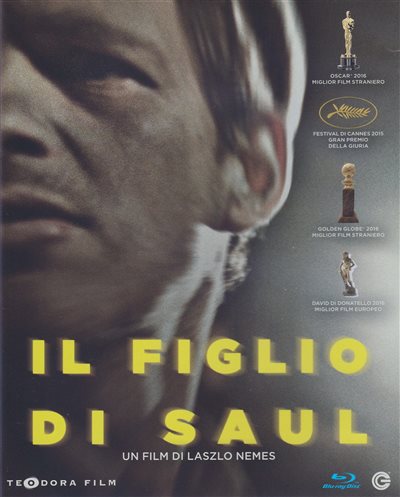 OSCAR® 2016
MIGLIOR FILM STRANIERO
FESTIVAL DI CANNES 2015
GRAN PREMIO
DELLA GIURIA
GOLDEN GLOBE® 2016
MIGLIOR FILM STRANIERO
DAVID DI DONATELLO 2016
MIGLIOR FILM EUROPEO
IL FIGLIO
DI SAUL
UN FILM DI LASZLO NEMES
TEODORA FILM
Blu-ray Disc